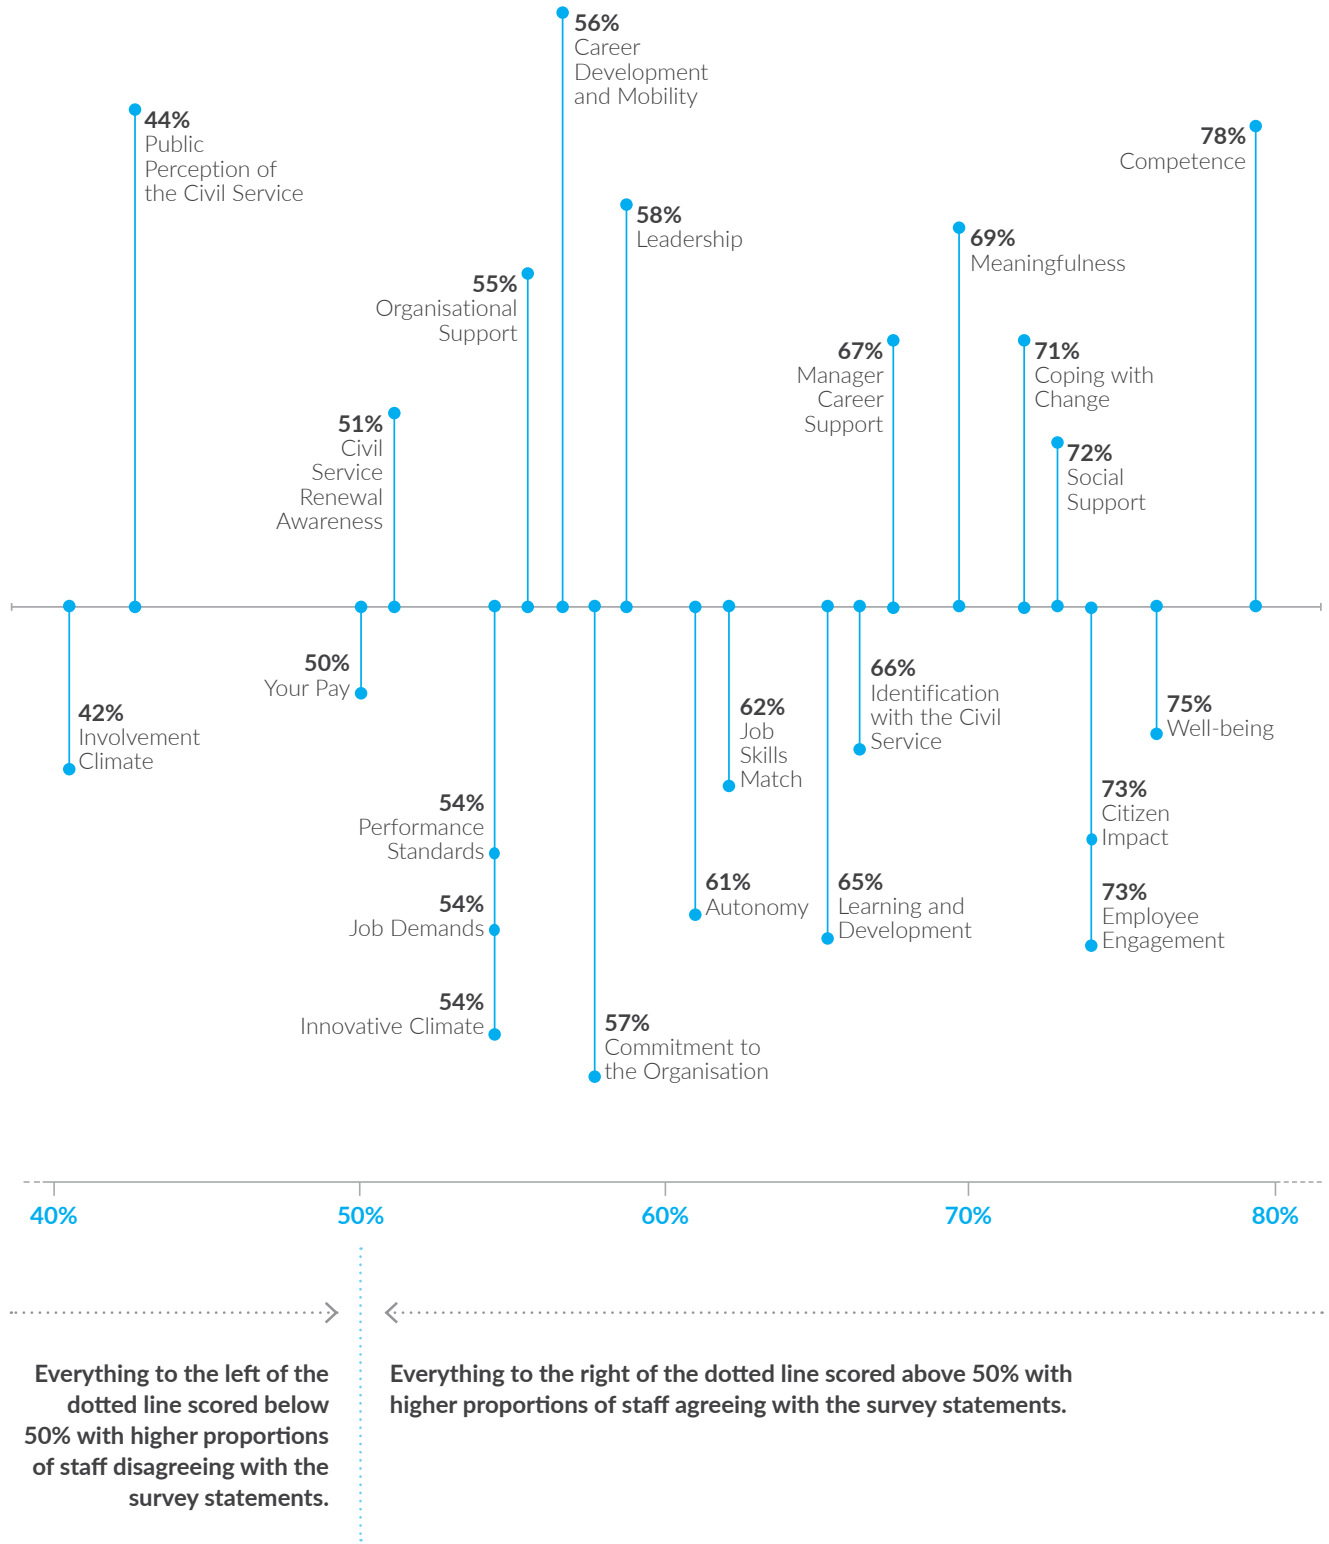 56%
Career
Development
and Mobility
44%
Public
Perception of
the Civil Service
78%
Competence
58%
Leadership
69%
Meaningfulness
55%
Organisational
Support
67%
Manager
Career
Support
71%
Coping with
Change
51%
Civil
Service
Renewal
Awareness
72%
Social
Support
50%
Your Pay
66%
Identification
with the Civil
Service
42%
Involvement
Climate
62%
Job
Skills
Match
75%
Well-being
54%
Performance
Standards
73%
Citizen
Impact
54%
Job Demands
61%
Autonomy
65%
Learning and
Development
73%
Employee
Engagement
54%
Innovative Climate
57%
Commitment to
the Organisation
40%
50%
60%
70%
80%
Everything to the left of the
dotted line scored below
50% with higher proportions
of staff disagreeing with the
survey statements.
Everything to the right of the dotted line scored above 50% with
higher proportions of staff agreeing with the survey statements.